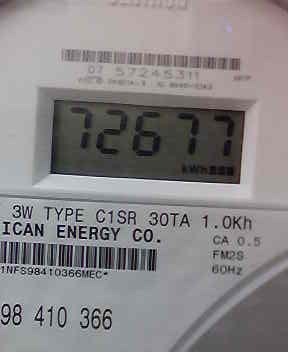 07 57245311
72677
kWh
3W TYPE C1SR 30TA 1.0Kh
ICAN ENERGY CO.
CA 0.5
FM2S
60Hz
1NFS98410366MEC*
98 410 366